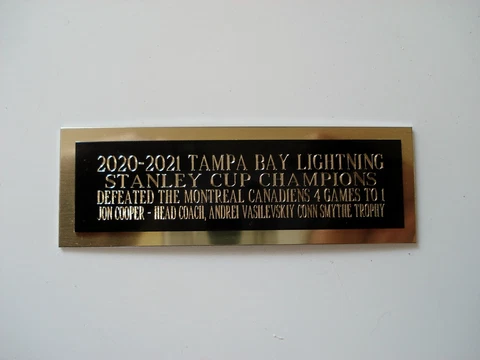 2020-2021 TAMPA BAY LIGHTNING
STANLEY CUP CHAMPIONS
DEFEATED THE MONTREAL CANADIENS 4 GAMES TO 1
JON COOPER - HEAD COACH, ANDREI VASILEVSKIY CONN SMYTHE TROPHY